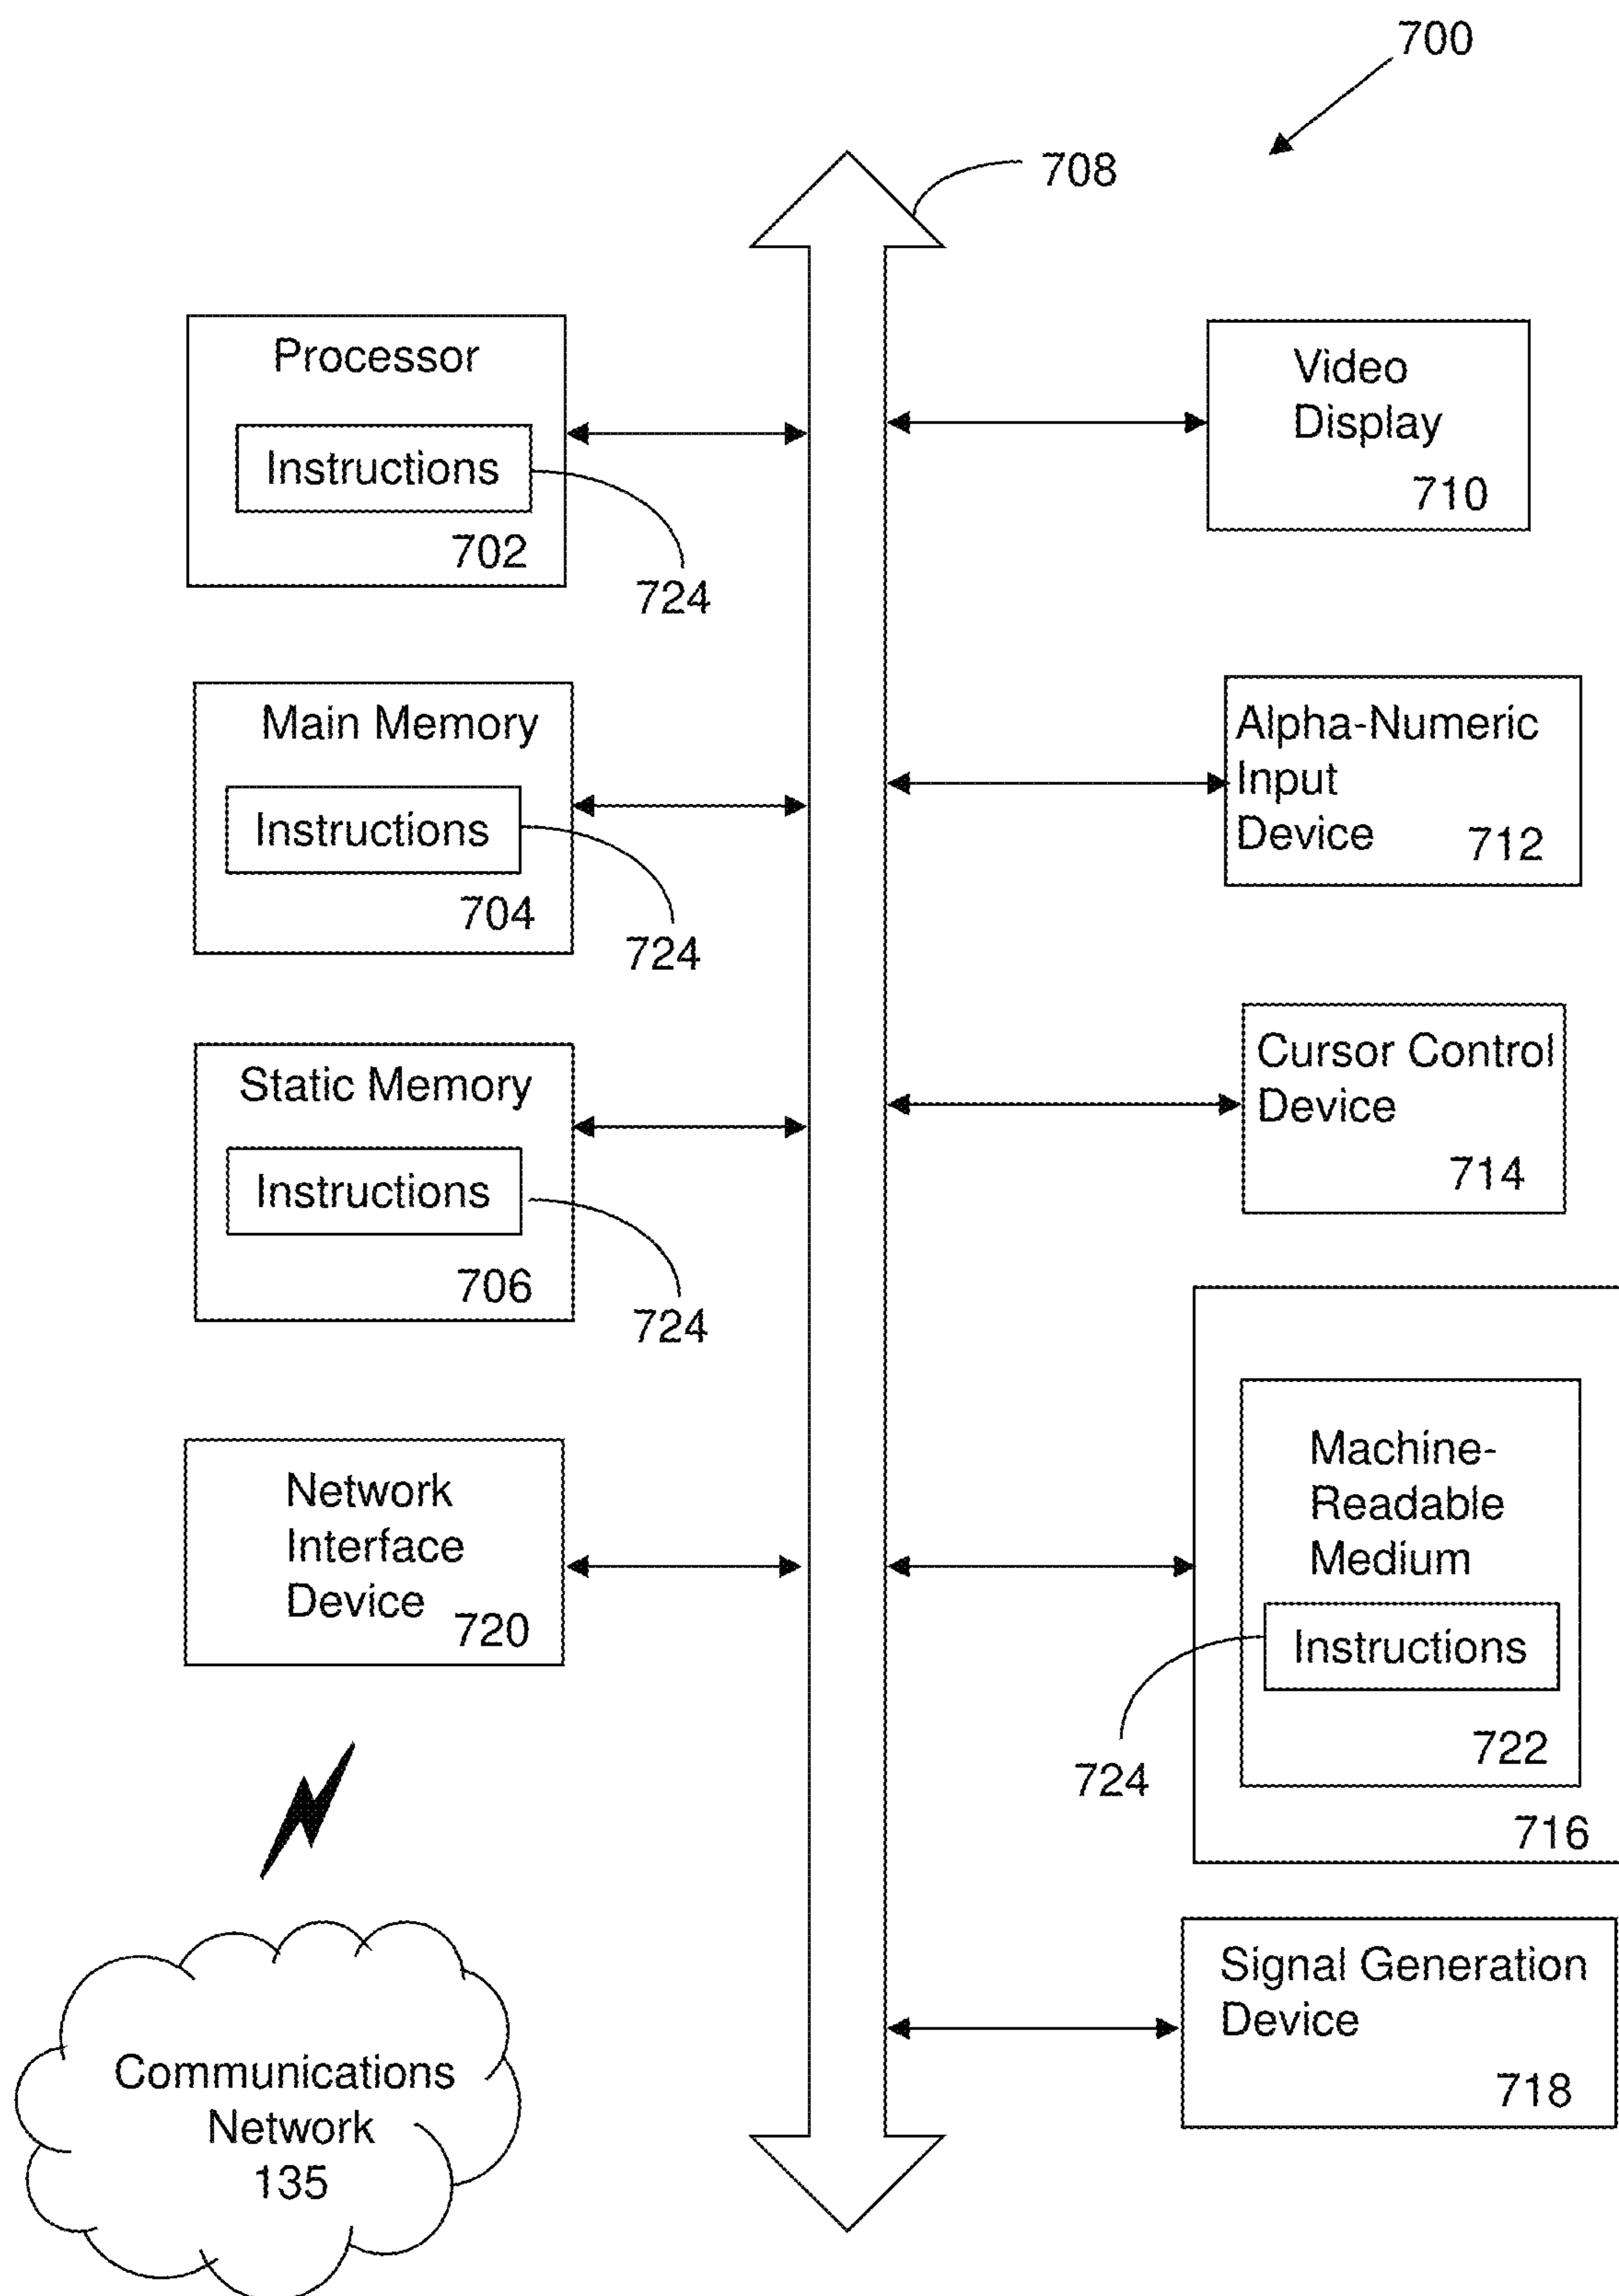 700
708
Processor
Instructions
702
724
Video
Display
710
Main Memory
Instructions
704
724
Alpha-Numeric
Input
Device
712
Static Memory
Instructions
706
724
Cursor Control
Device
714
Network
Interface
Device
720
Machine-
Readable
Medium
Instructions
722
724
716
Communications
Network
135
Signal Generation
Device
718